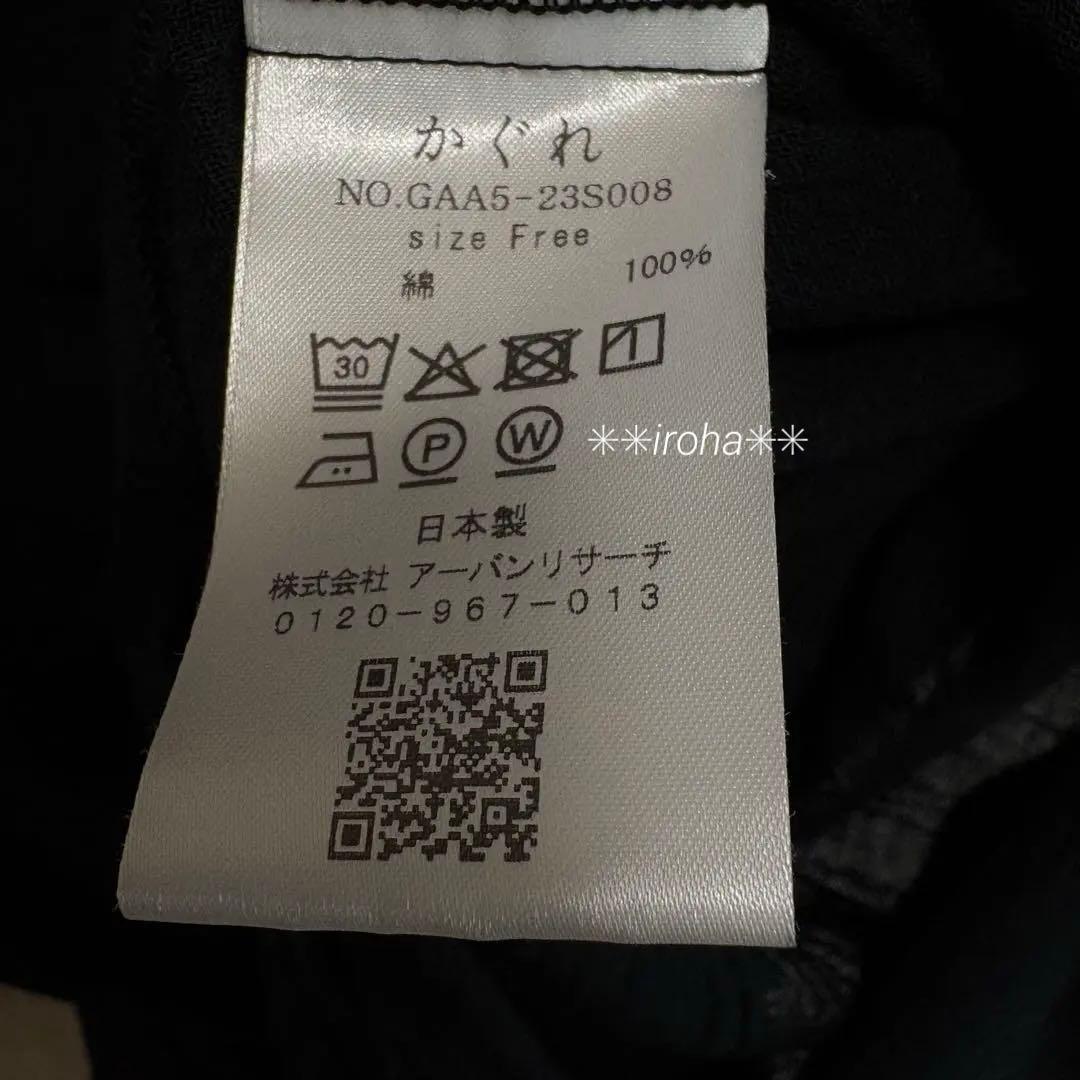 かぐれ
NO.GAA5-23S008
size Free
綿 100%
30
P W
✳✳iroha✳✳
日本製
株式会社 アーバンリサーチ
0120-967-013